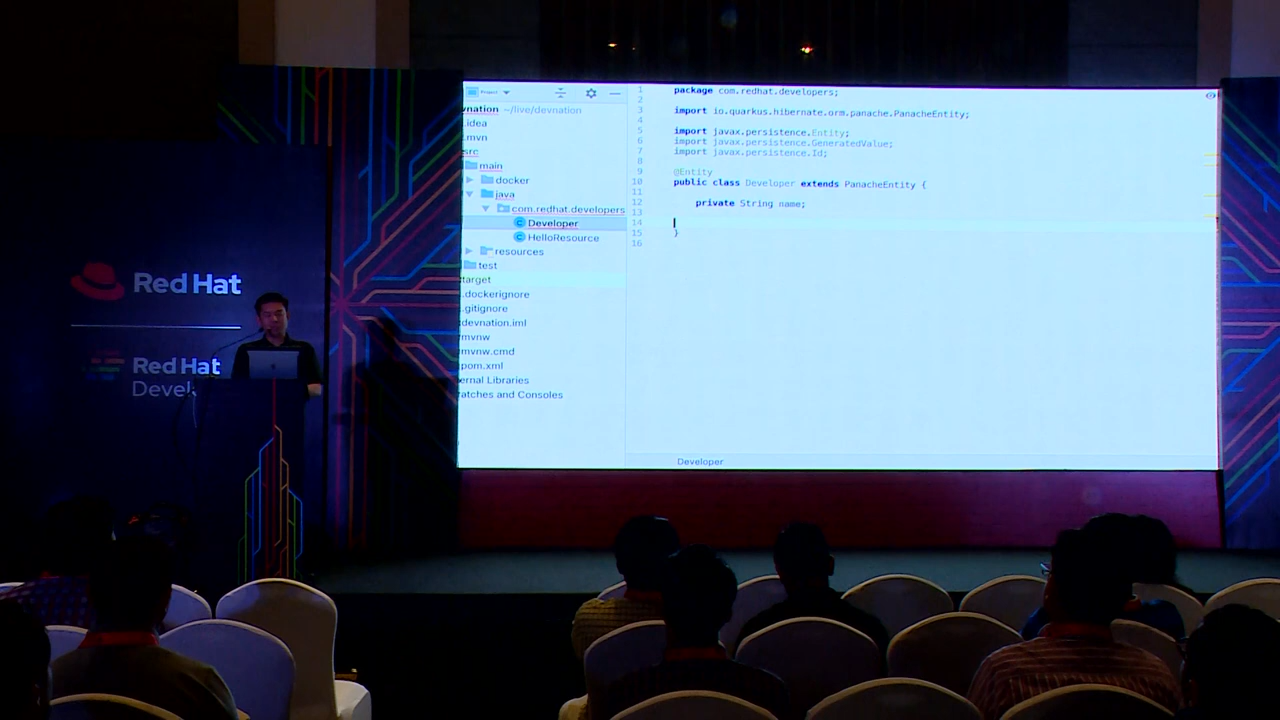 Red Hat
Red Hat
Devel
Project
vnation ~/live/devnation
.idea
.mvn
src
main
docker
java
com.redhat.developers
Developer
HelloResource
resources
test
target
.dockerignore
.gitignore
devnation.iml
mvnw
mvnw.cmd
pom.xml
ernal Libraries
atches and Consoles
1 package com.redhat.developers;
2
3 import io.quarkus.hibernate.orm.panache.PanacheEntity;
4
5 import javax.persistence.Entity;
6 import javax.persistence.GeneratedValue;
7 import javax.persistence.Id;
8
9 @Entity
10 public class Developer extends PanacheEntity {
11
12 private String name;
13
14
15 }
16
Developer